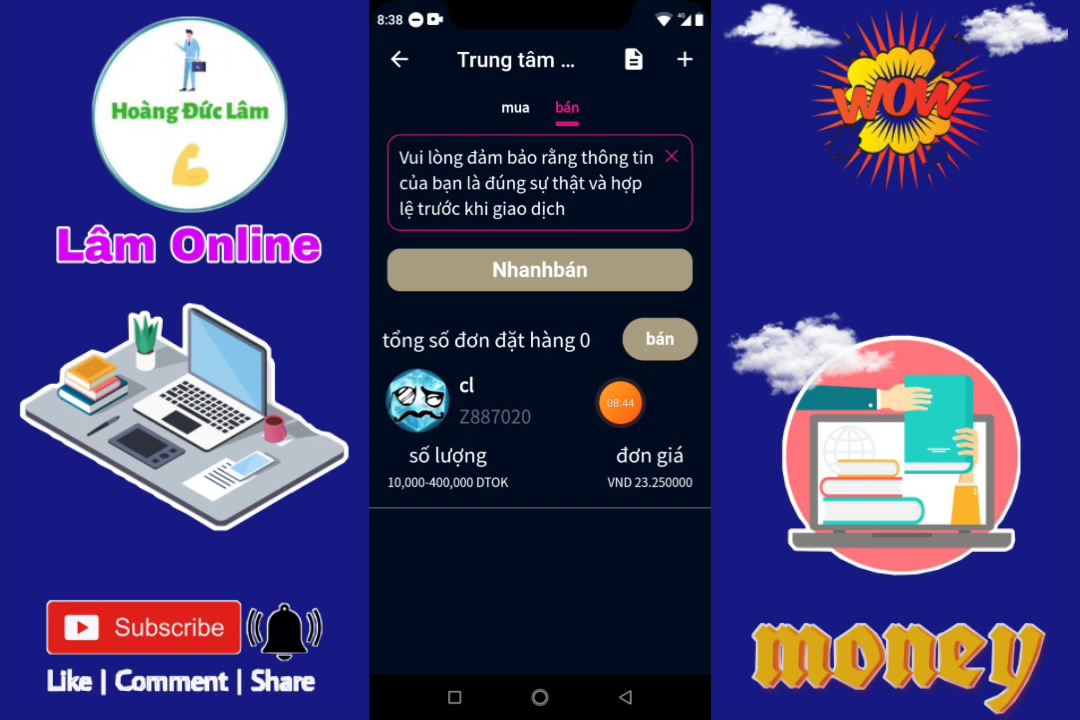 Hoàng Đức Lâm
Lâm Online
Subscribe
Like | Comment | Share
8:38
4G
Trung tâm ...
mua bán
Vui lòng đảm bảo rằng thông tin
của bạn là đúng sự thật và hợp
lệ trước khi giao dịch
Nhanhbán
tổng số đơn đặt hàng 0
bán
cl
Z887020
08:44
số lượng đơn giá
10,000-400,000 DTOK VND 23.250000
WOW
money